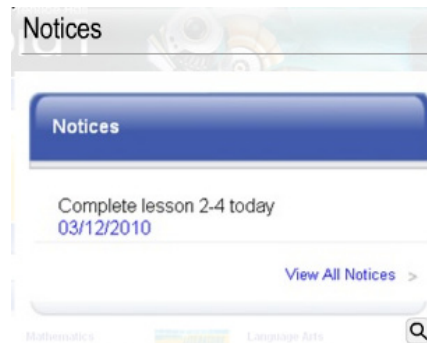 Notices
Notices
Complete lesson 2-4 today
03/12/2010
View All Notices >
Mathematics Language Arts